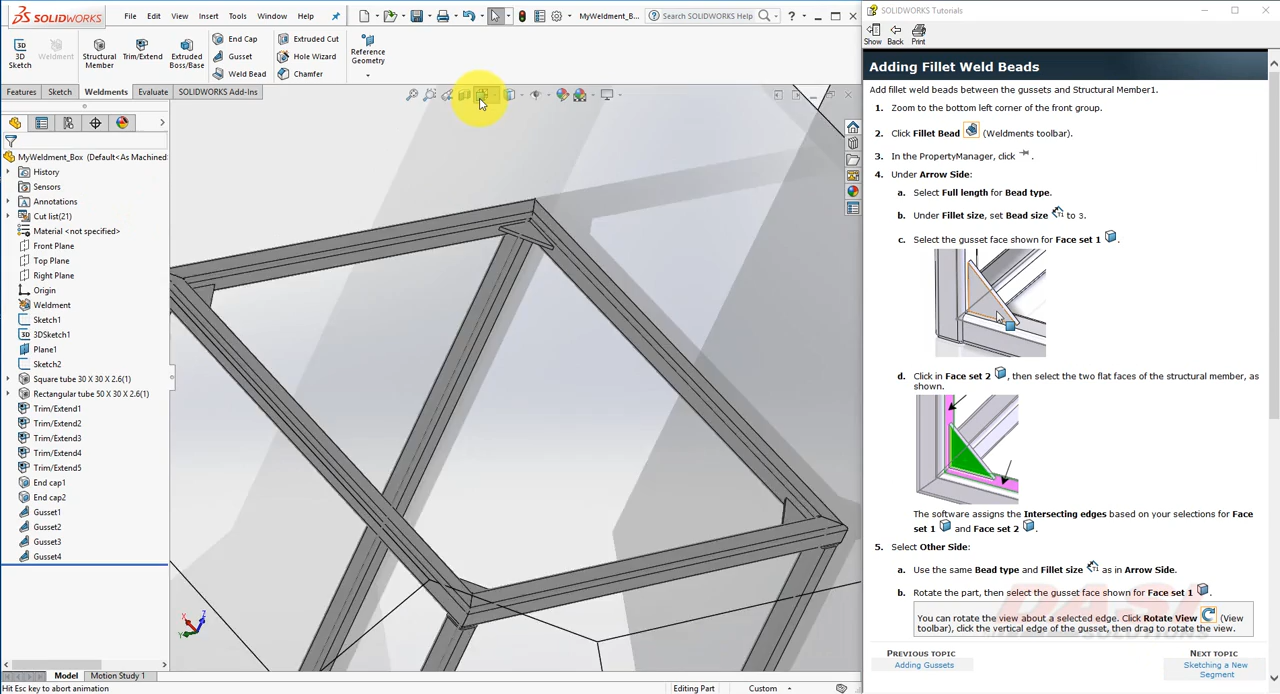 SOLIDWORKS File Edit View Insert Tools Window Help MyWeldment_B... Search SOLIDWORKS Help ?
3D Sketch
Weldment
Structural Member
Trim/Extend
Extruded Boss/Base
End Cap
Gusset
Weld Bead
Extruded Cut
Hole Wizard
Chamfer
Reference Geometry
Features Sketch Weldments Evaluate SOLIDWORKS Add-Ins
MyWeldment_Box (Default<As Machined
History
Sensors
Annotations
Cut list(21)
Material <not specified>
Front Plane
Top Plane
Right Plane
Origin
Weldment
Sketch1
3D 3DSketch1
Plane1
Sketch2
Square tube 30 X 30 X 2.6(1)
Rectangular tube 50 X 30 X 2.6(1)
Trim/Extend1
Trim/Extend2
Trim/Extend3
Trim/Extend4
Trim/Extend5
End cap1
End cap2
Gusset1
Gusset2
Gusset3
Gusset4
X Y Z
Model Motion Study 1
Hit Esc key to abort animation Editing Part Custom
SOLIDWORKS Tutorials
Show Back Print
Adding Fillet Weld Beads
Add fillet weld beads between the gussets and Structural Member1.
1. Zoom to the bottom left corner of the front group.
2. Click Fillet Bead (Weldments toolbar).
3. In the PropertyManager, click .
4. Under Arrow Side:
a. Select Full length for Bead type.
b. Under Fillet size, set Bead size to 3.
c. Select the gusset face shown for Face set 1 .
d. Click in Face set 2 , then select the two flat faces of the structural member, as
shown.
The software assigns the Intersecting edges based on your selections for Face
set 1 and Face set 2 .
5. Select Other Side:
a. Use the same Bead type and Fillet size as in Arrow Side.
b. Rotate the part, then select the gusset face shown for Face set 1 .
You can rotate the view about a selected edge. Click Rotate View (View
toolbar), click the vertical edge of the gusset, then drag to rotate the view.
DASI
SOLUTIONS
PREVIOUS TOPIC
Adding Gussets
NEXT TOPIC
Sketching a New
Segment